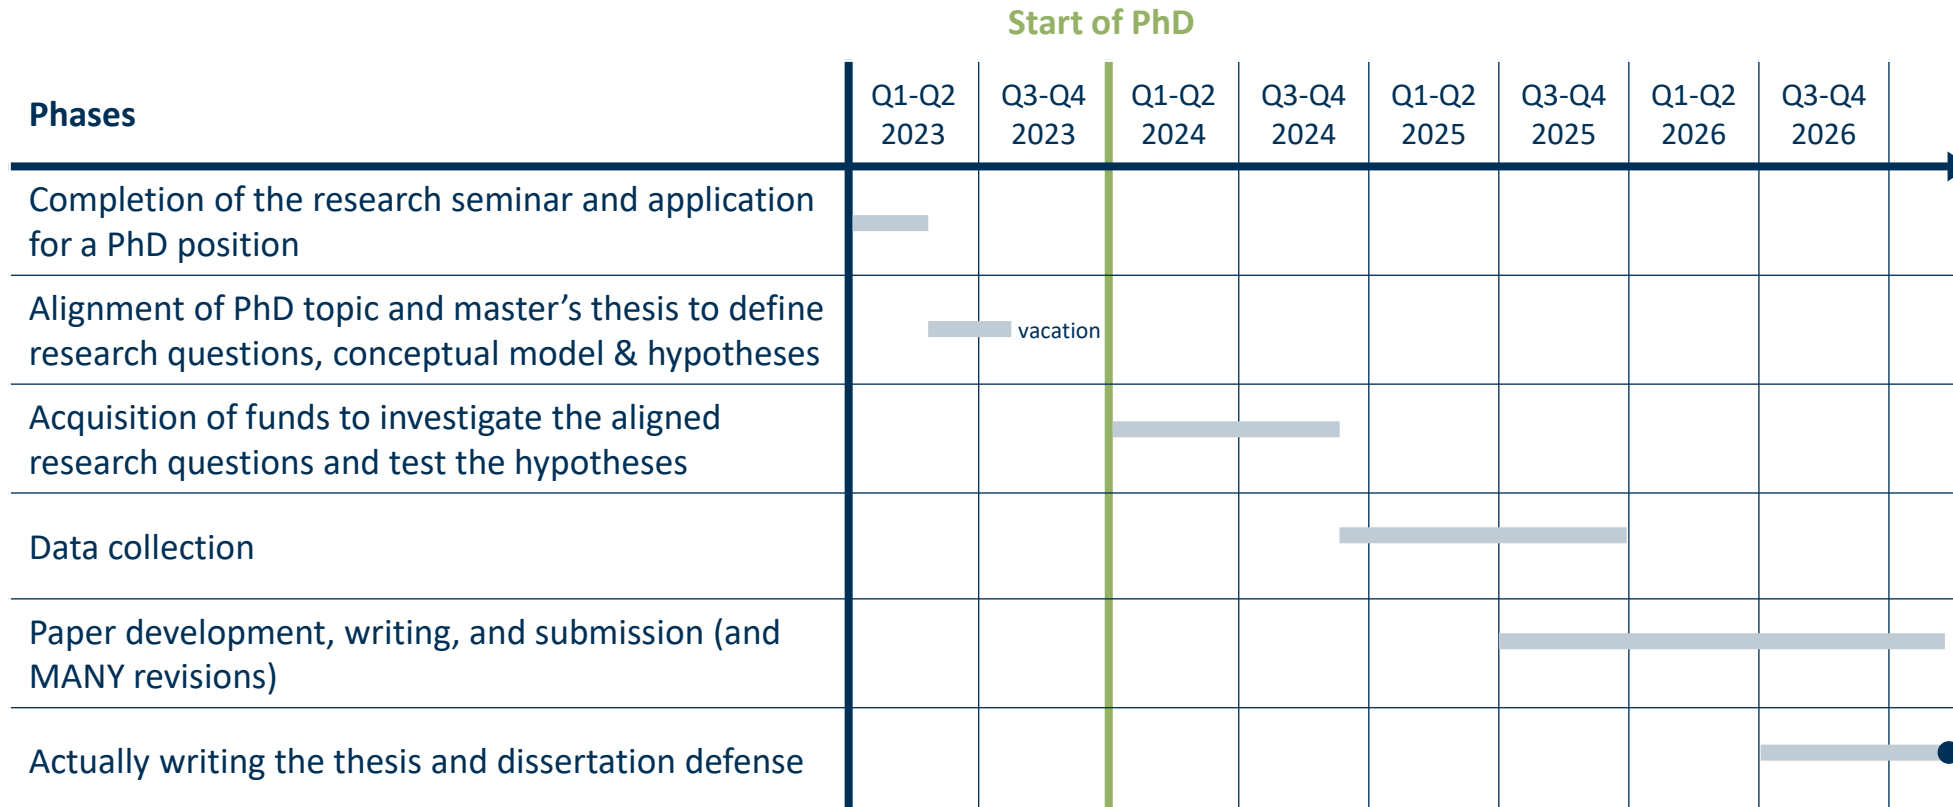 Start of PhD
Phases
Q1-Q2
2023
Q3-Q4
2023
Q1-Q2
2024
Q3-Q4
2024
Q1-Q2
2025
Q3-Q4
2025
Q1-Q2
2026
Q3-Q4
2026
Completion of the research seminar and application
for a PhD position
Alignment of PhD topic and master’s thesis to define
research questions, conceptual model & hypotheses
vacation
Acquisition of funds to investigate the aligned
research questions and test the hypotheses
Data collection
Paper development, writing, and submission (and
MANY revisions)
Actually writing the thesis and dissertation defense